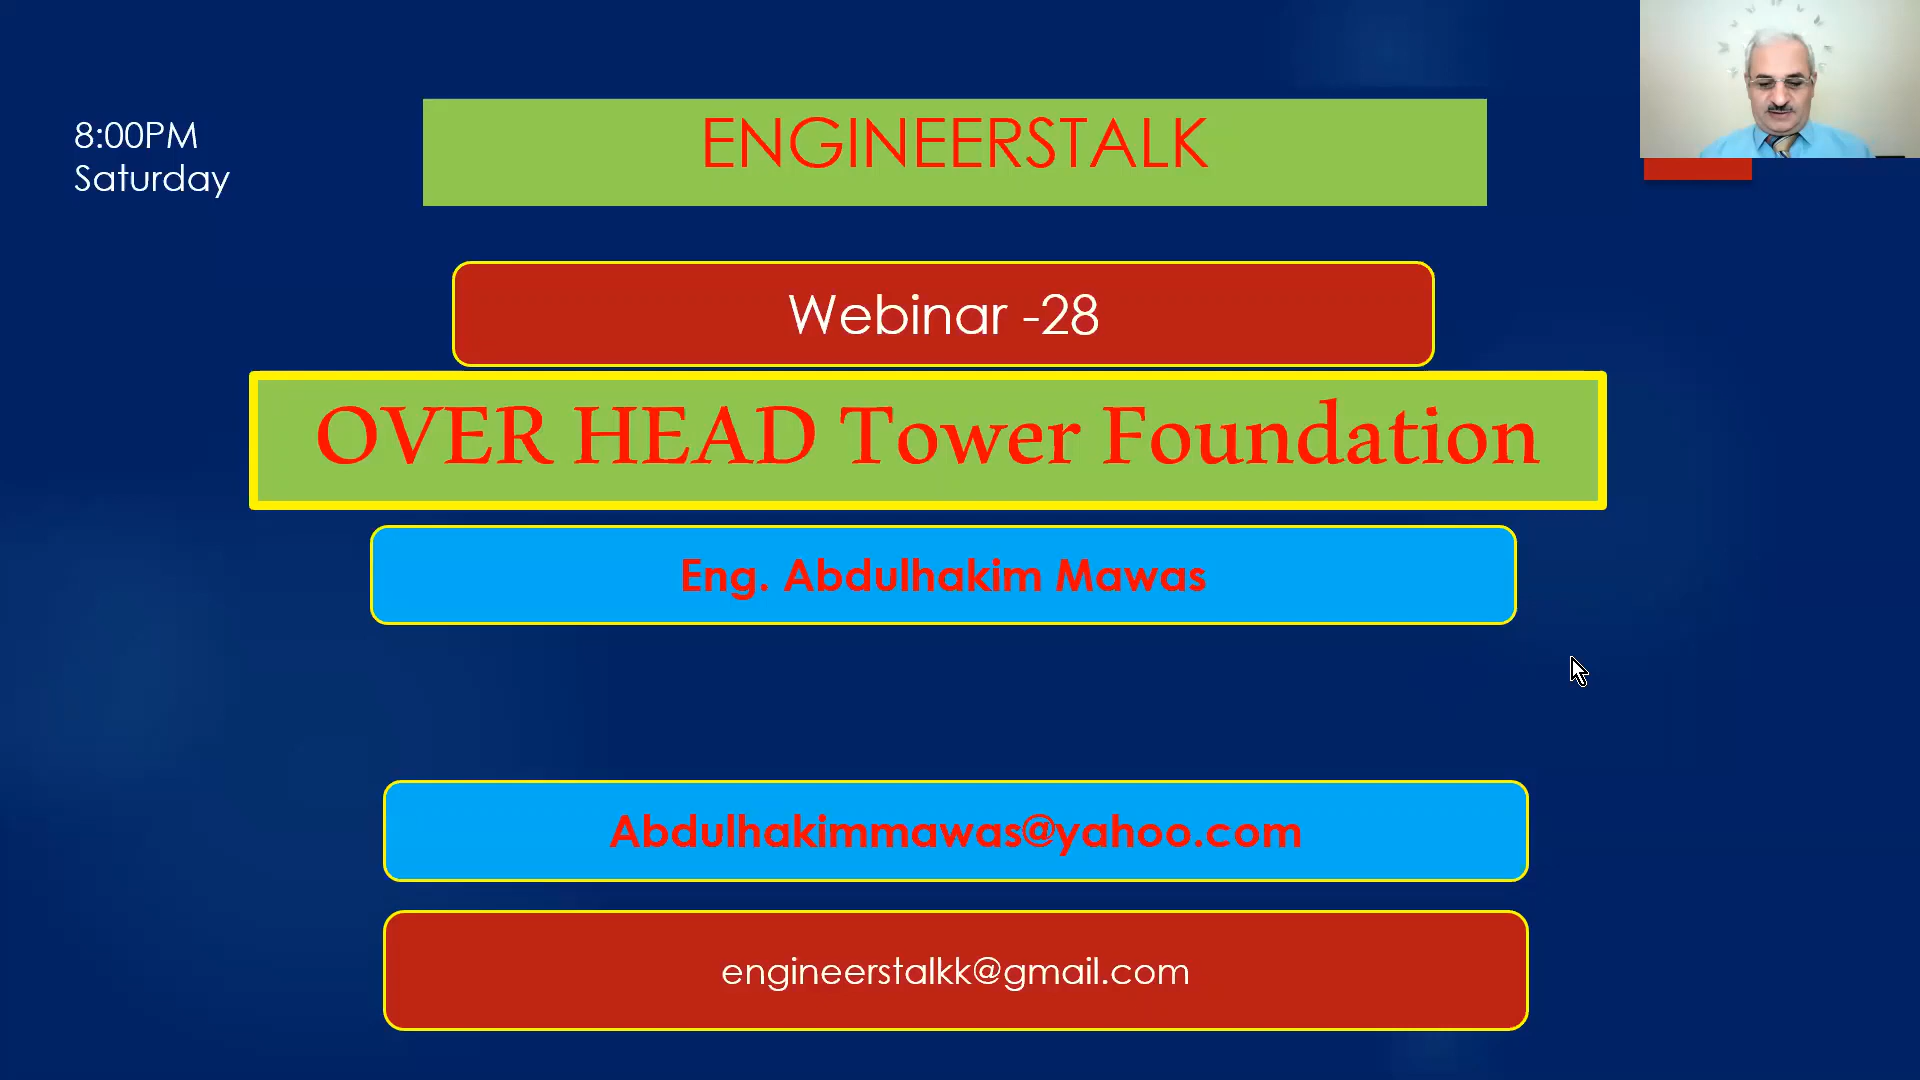 8:00PM
Saturday
ENGINEERSTALK
Webinar -28
OVER HEAD Tower Foundation
Eng. Abdulhakim Mawas
Abdulhakimmawas@yahoo.com
engineerstalkk@gmail.com